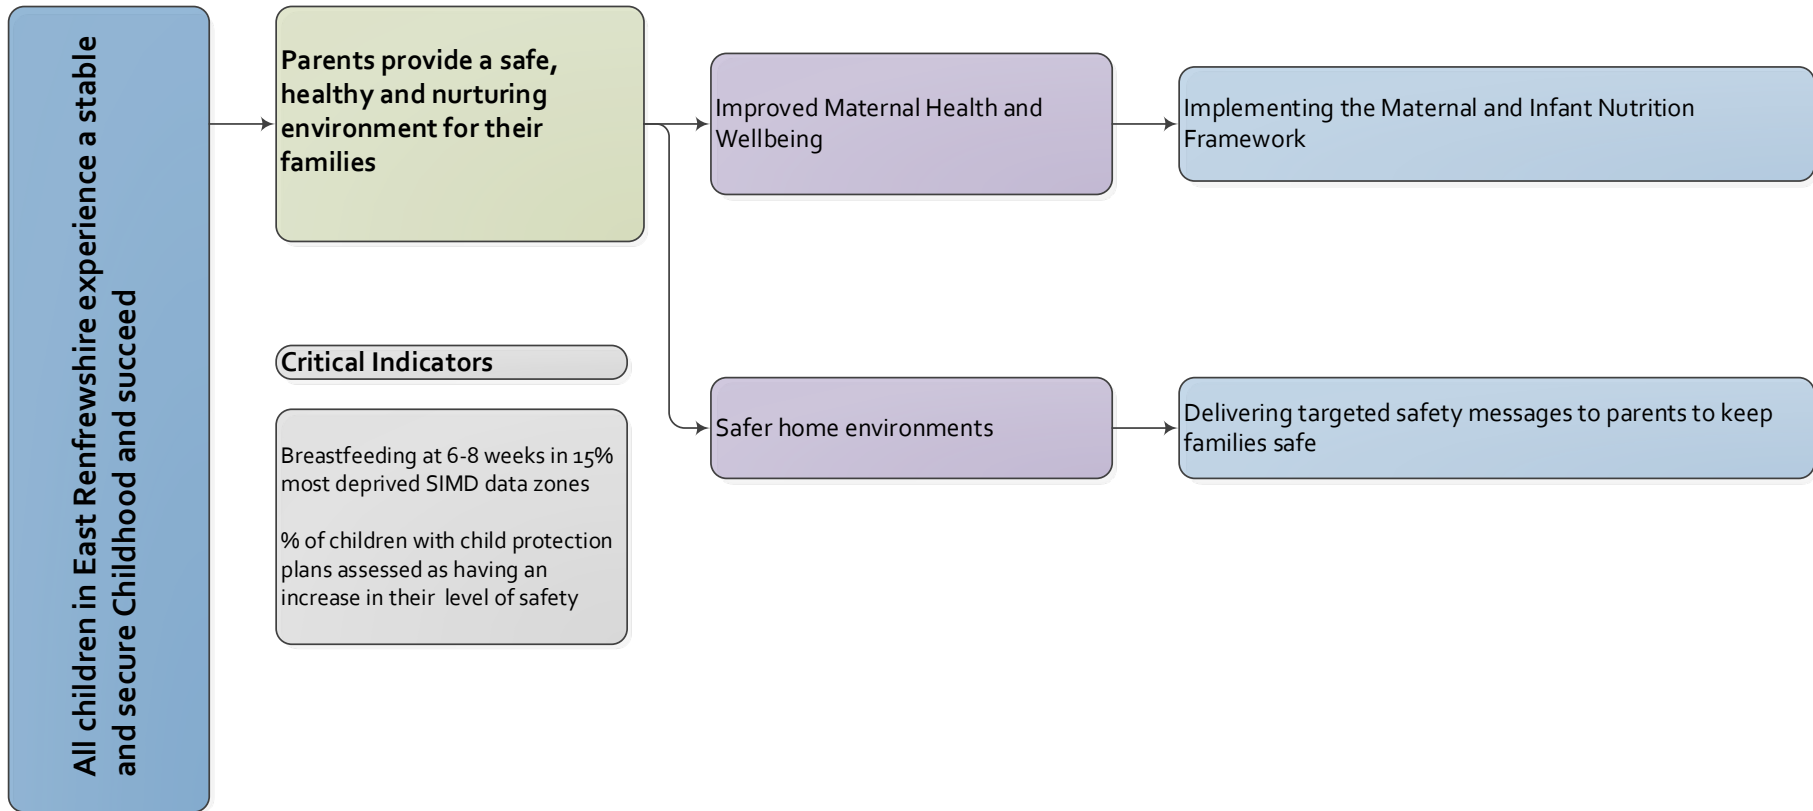 All children in East Renfrewshire experience a stable
and secure Childhood and succeed
Parents provide a safe,
healthy and nurturing
environment for their
families
Improved Maternal Health and
Wellbeing
Implementing the Maternal and Infant Nutrition
Framework
Critical Indicators
Breastfeeding at 6-8 weeks in 15%
most deprived SIMD data zones
% of children with child protection
plans assessed as having an
increase in their  level of safety
Safer home environments
Delivering targeted safety messages to parents to keep
families safe